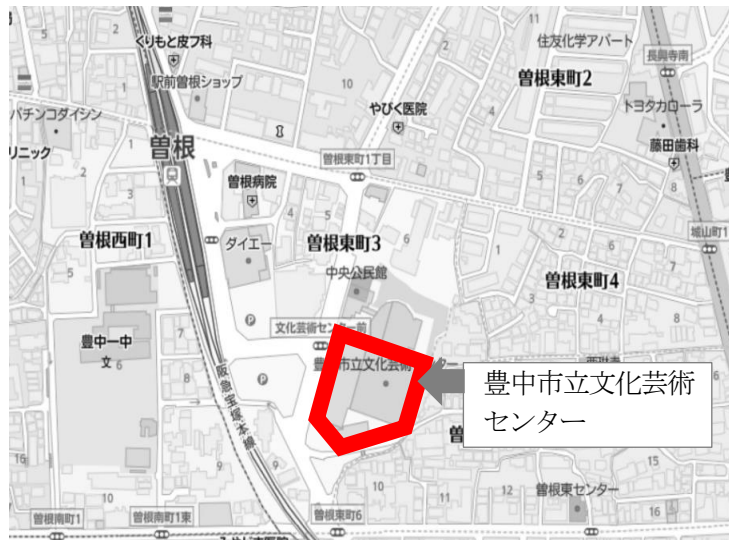 くりもと皮フ科
住友化学アパート
長興寺南
駅前曽根ショップ
曽根東町2
パチンコダイシン
やびく医院
トヨタカローラ
曽根
リニック
曽根東町1丁目
藤田歯科
曽根病院
曽根西町1
ダイエー
曽根東町3
城山町1
中央公民館
曽根東町4
文化芸術センター前
豊中一中
文
豊中市立文化芸術
ター
豊中市立文化芸術
センター
阪急宝塚本線
曽根東センター
曽根南町1
曽根南町1東
曽根東町6